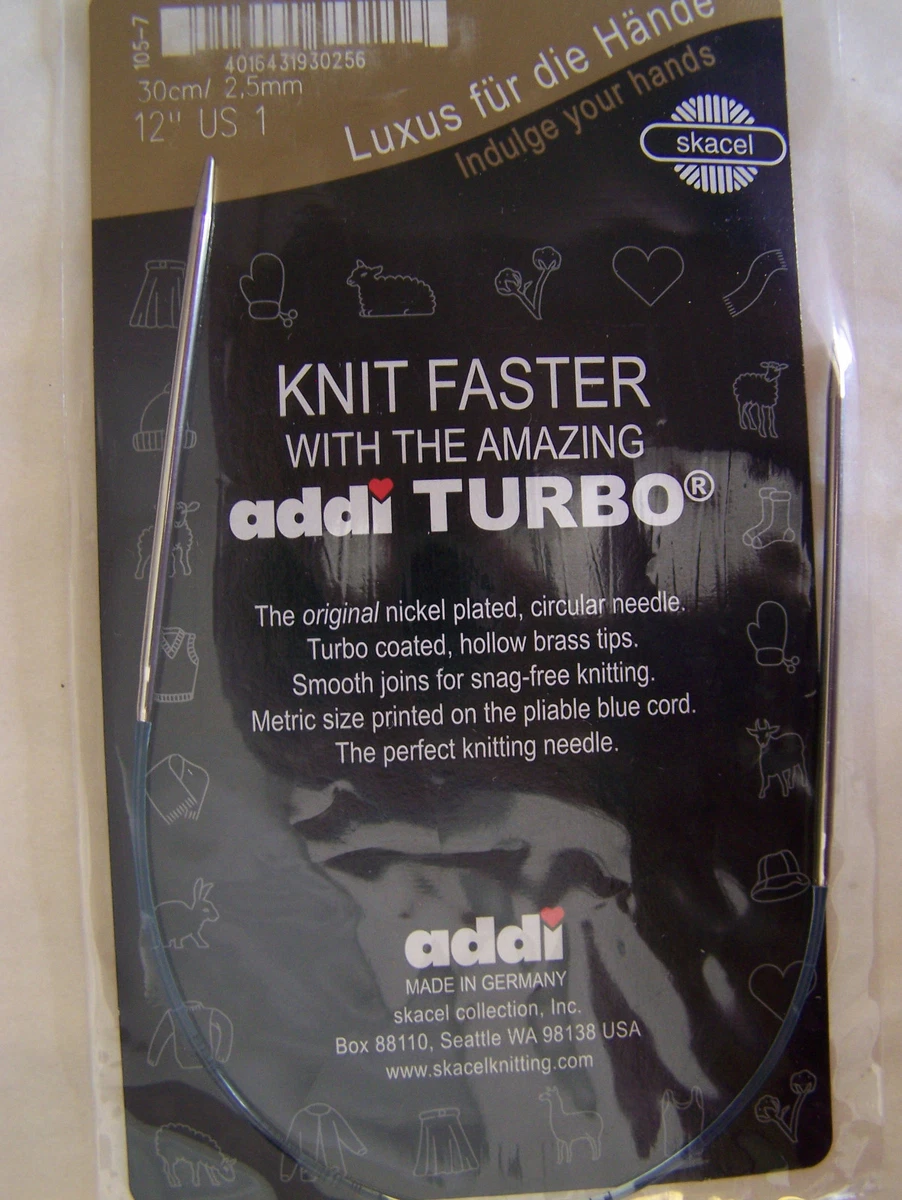 105-7
4016431930256
30cm/ 2,5mm
12" US 1
Luxus für die Hände
Indulge your hands
skacel
KNIT FASTER
WITH THE AMAZING
addi TURBO®
The original nickel plated, circular needle.
Turbo coated, hollow brass tips.
Smooth joins for snag-free knitting.
Metric size printed on the pliable blue cord.
The perfect knitting needle.
addi
MADE IN GERMANY
skacel collection, Inc.
Box 88110, Seattle WA 98138 USA
www.skacelknitting.com